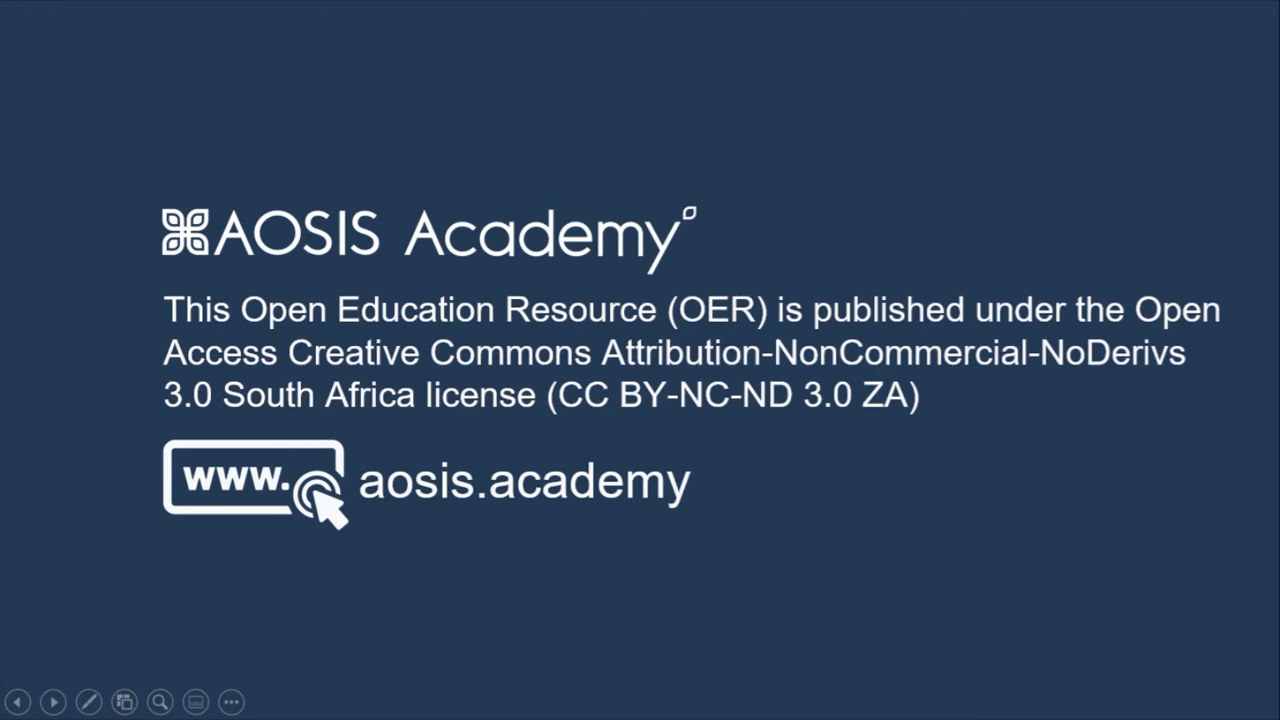 AOSIS Academy
This Open Education Resource (OER) is published under the Open
Access Creative Commons Attribution-NonCommercial-NoDerivs
3.0 South Africa license (CC BY-NC-ND 3.0 ZA)
www. aosis.academy